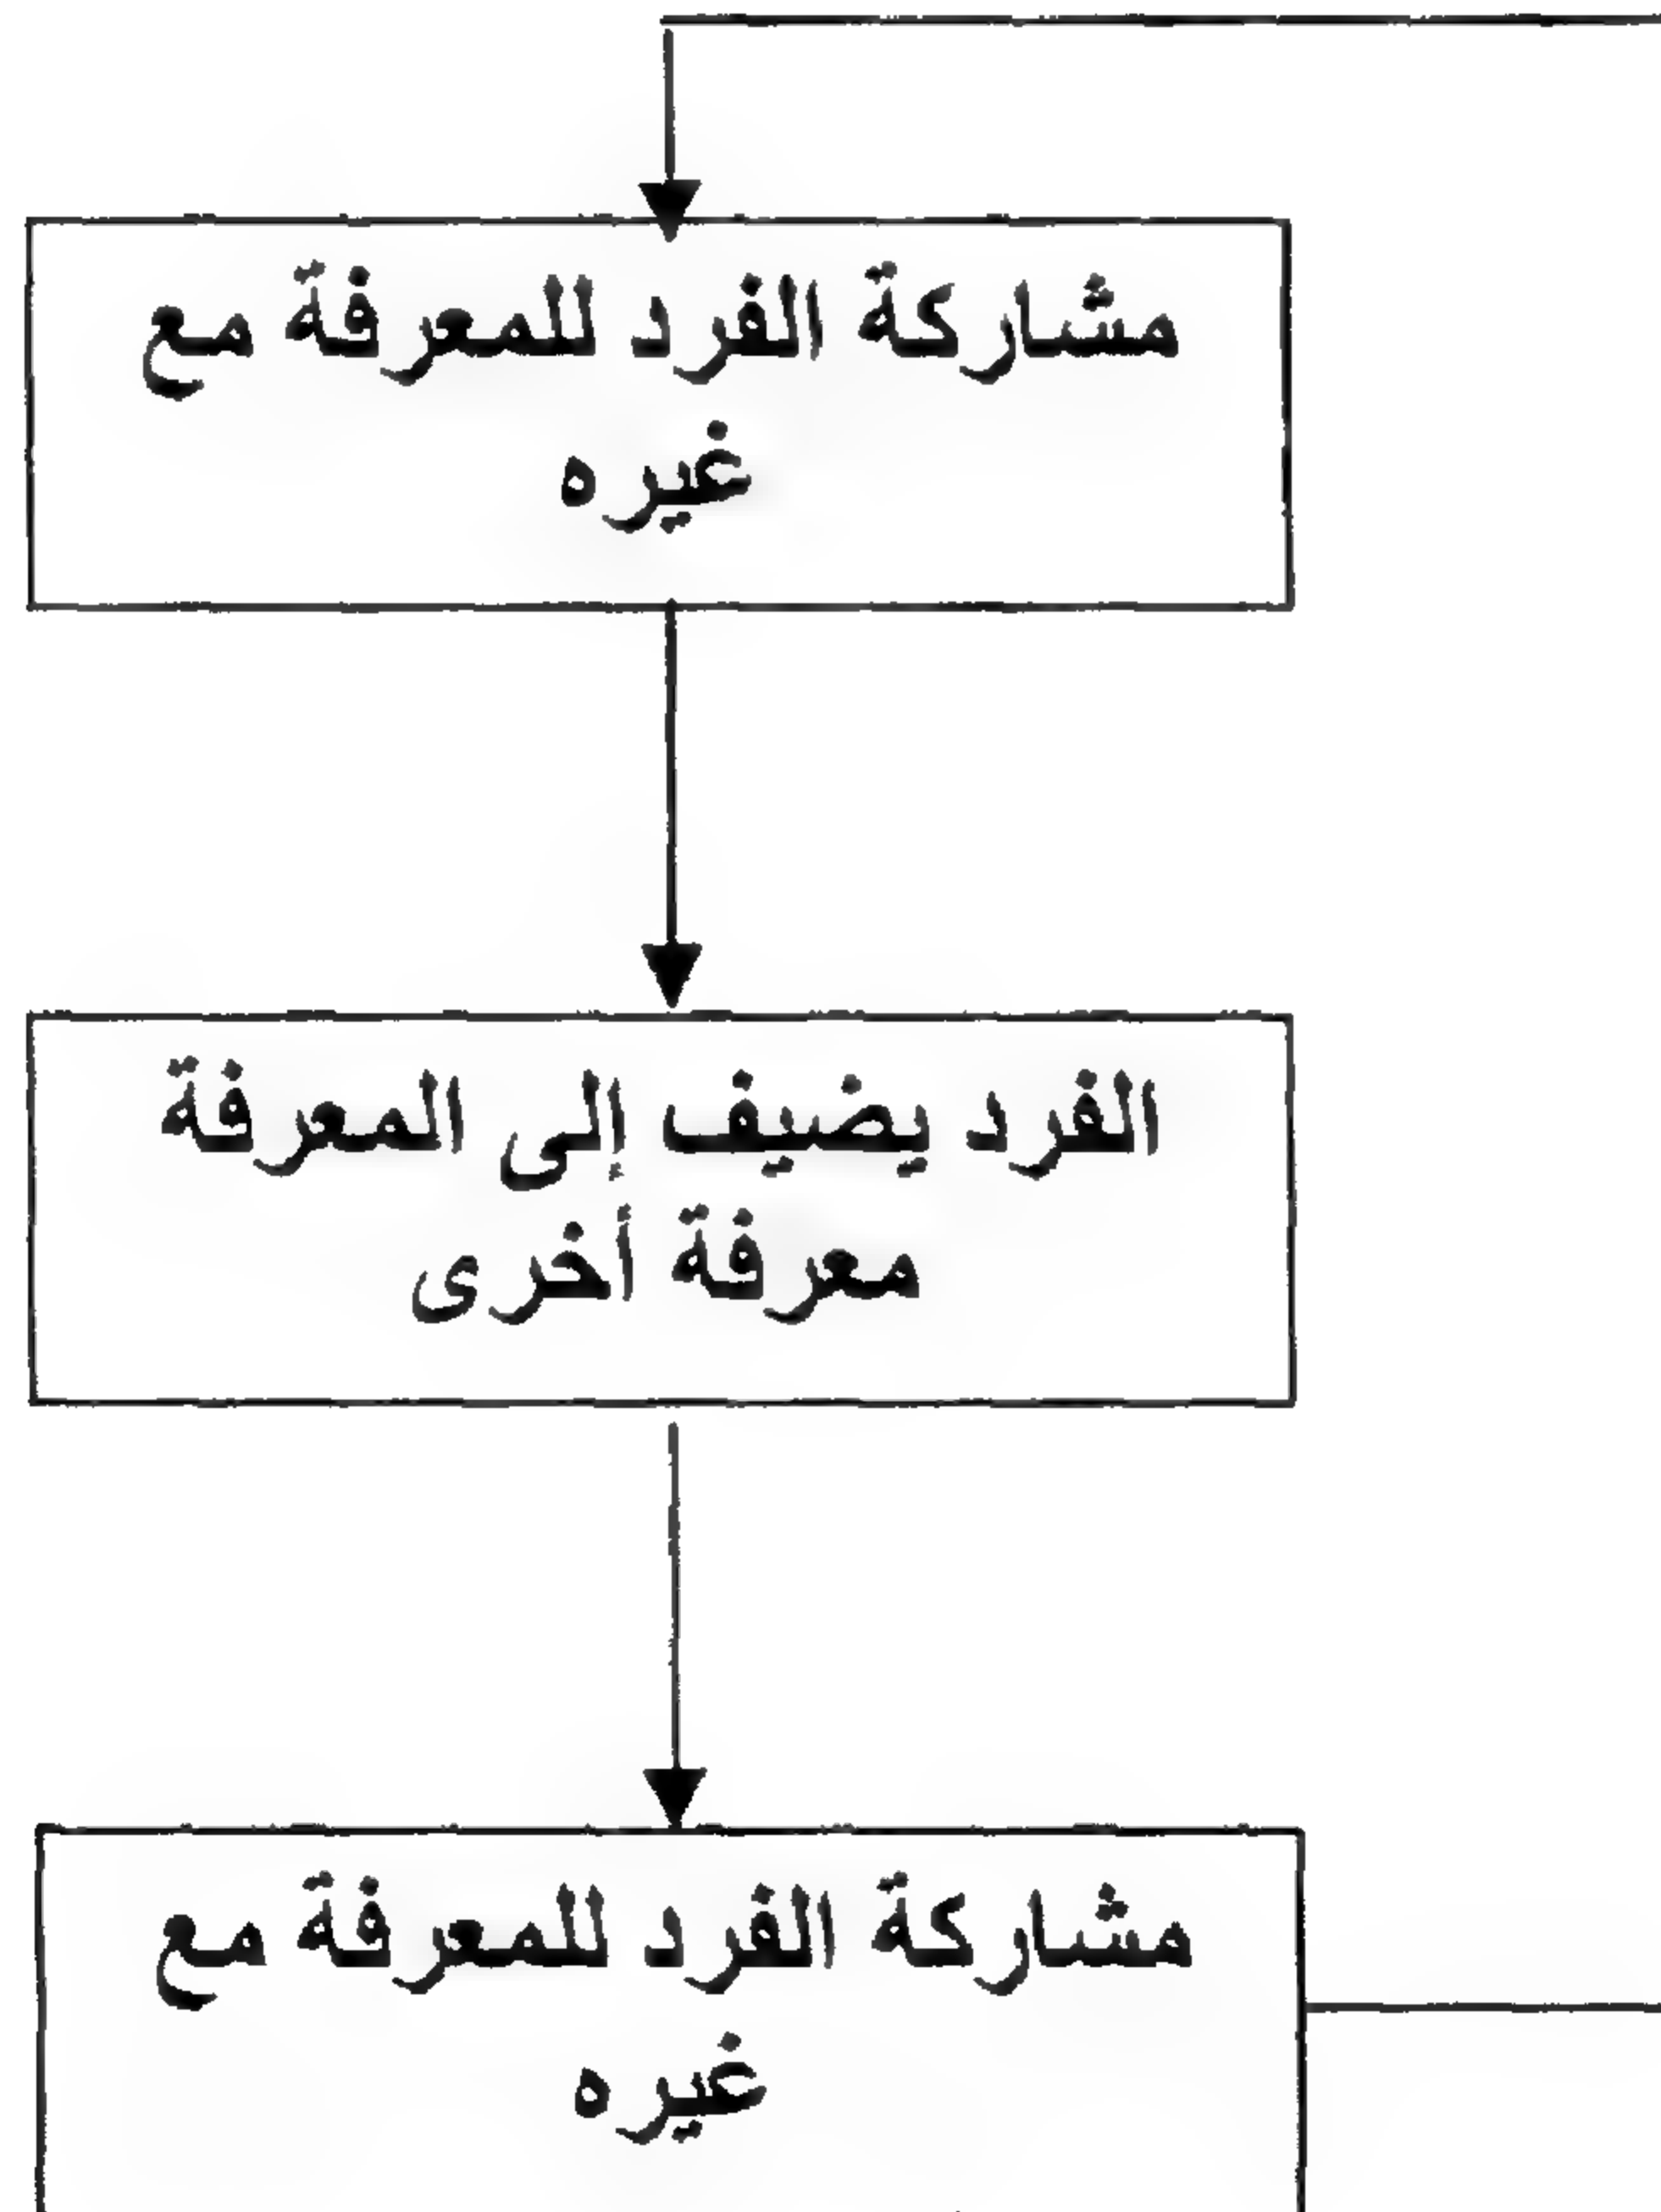 مشاركة الفرد للمعرفة مع
غيره
الفرد يضيف إلى المعرفة
معرفة أخرى
مشاركة الفرد للمعرفة مع
غيره